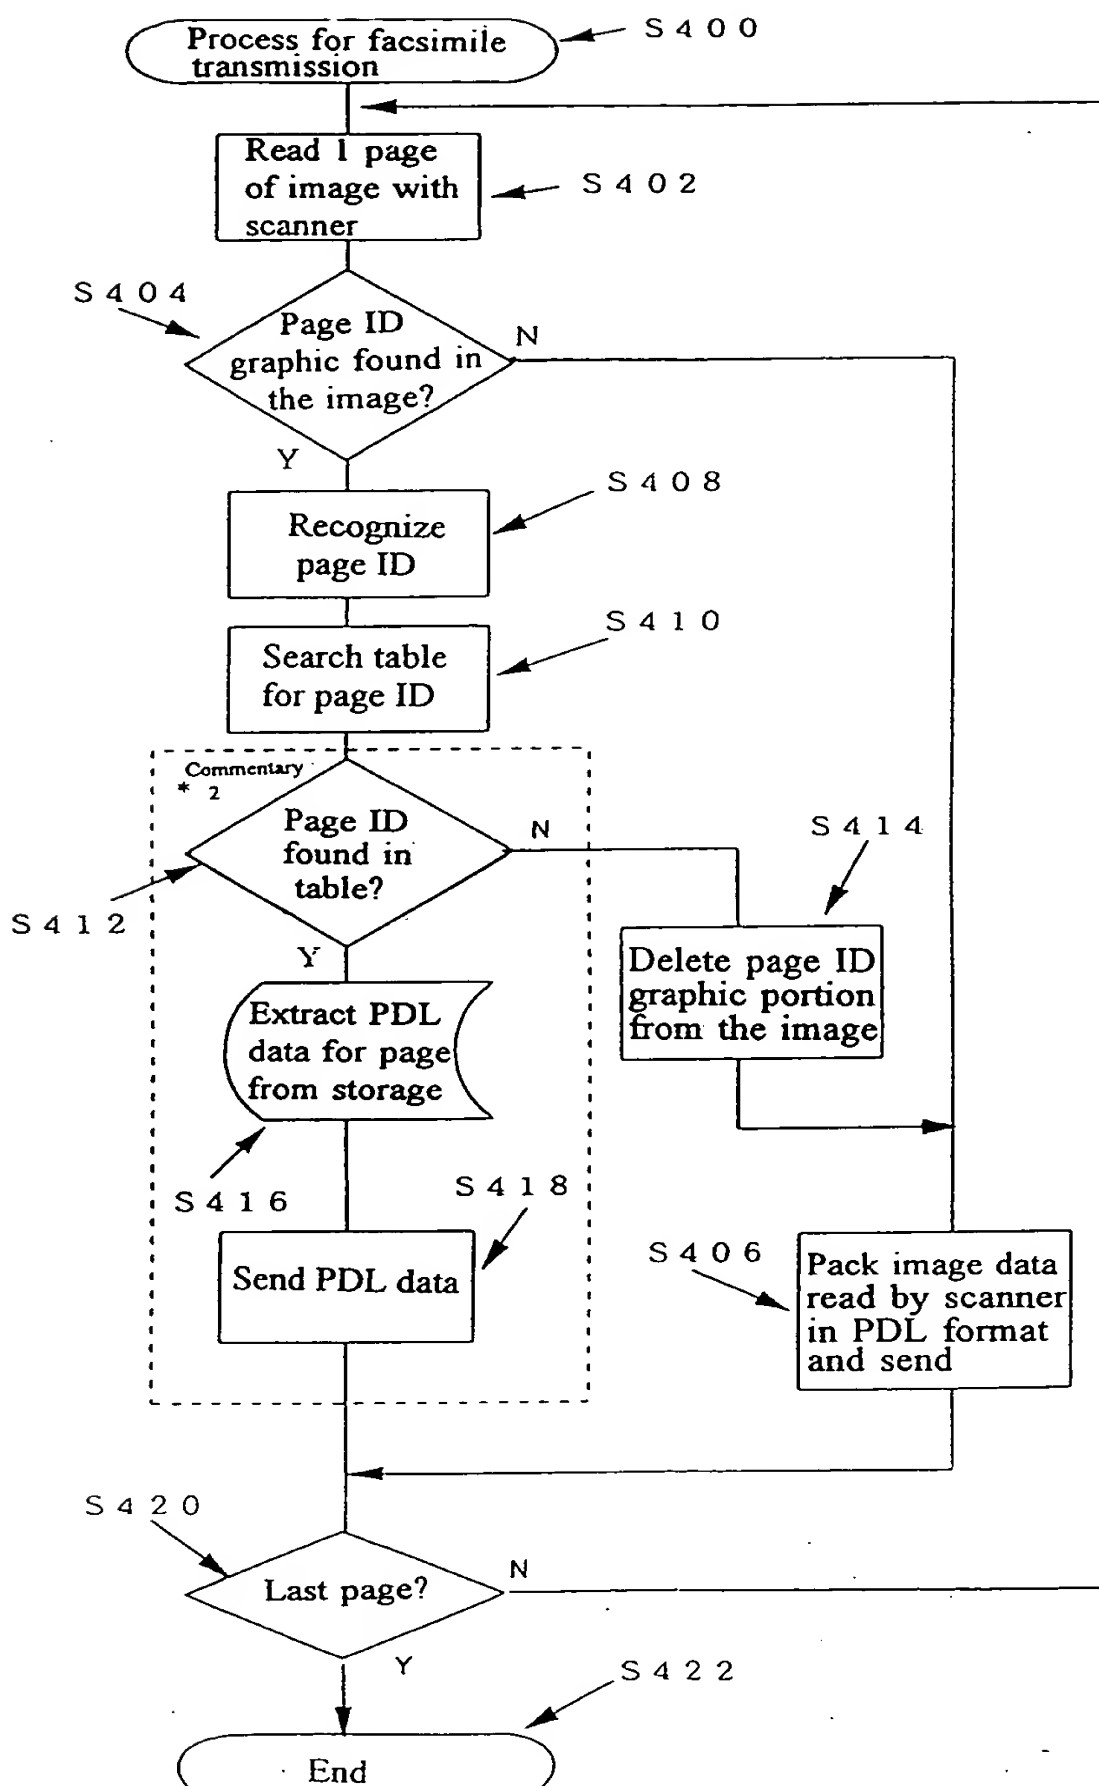 Process for facsimile
transmission
S400
Read 1 page
of image with
scanner
S402
S404
Page ID
graphic found in
the image?
N
Y
S408
Recognize
page ID
S410
Search table
for page ID
Commentary
* 2
Page ID
found in
table?
N
S412
Y
S414
Delete page ID
graphic portion
from the image
Extract PDL
data for page
from storage
S416
S418
Send PDL data
S406
Pack image data
read by scanner
in PDL format
and send
S420
Last page?
N
Y
S422
End